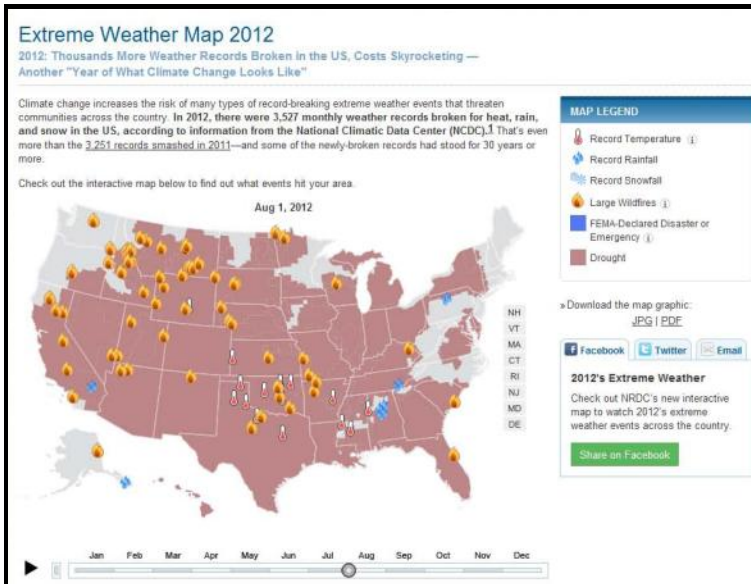 Extreme Weather Map 2012
2012: Thousands More Weather Records Broken in the US, Costs Skyrocketing —
Another "Year of What Climate Change Looks Like"
Climate change increases the risk of many types of record-breaking extreme weather events that threaten
communities across the country. In 2012, there were 3,527 monthly weather records broken for heat, rain,
and snow in the US, according to information from the National Climatic Data Center (NCDC).1 That's even
more than the 3,251 records smashed in 2011—and some of the newly-broken records had stood for 30 years or
more.
Check out the interactive map below to find out what events hit your area.
Aug 1, 2012
NH
VT
MA
CT
RI
NJ
MD
DE
Jan Feb Mar Apr May Jun Jul Aug Sep Oct Nov Dec
MAP LEGEND
Record Temperature i
Record Rainfall
Record Snowfall
Large Wildfires i
FEMA-Declared Disaster or
Emergency i
Drought
» Download the map graphic:
JPG | PDF
Facebook Twitter Email
2012's Extreme Weather
Check out NRDC's new interactive
map to watch 2012's extreme
weather events across the country.
Share on Facebook